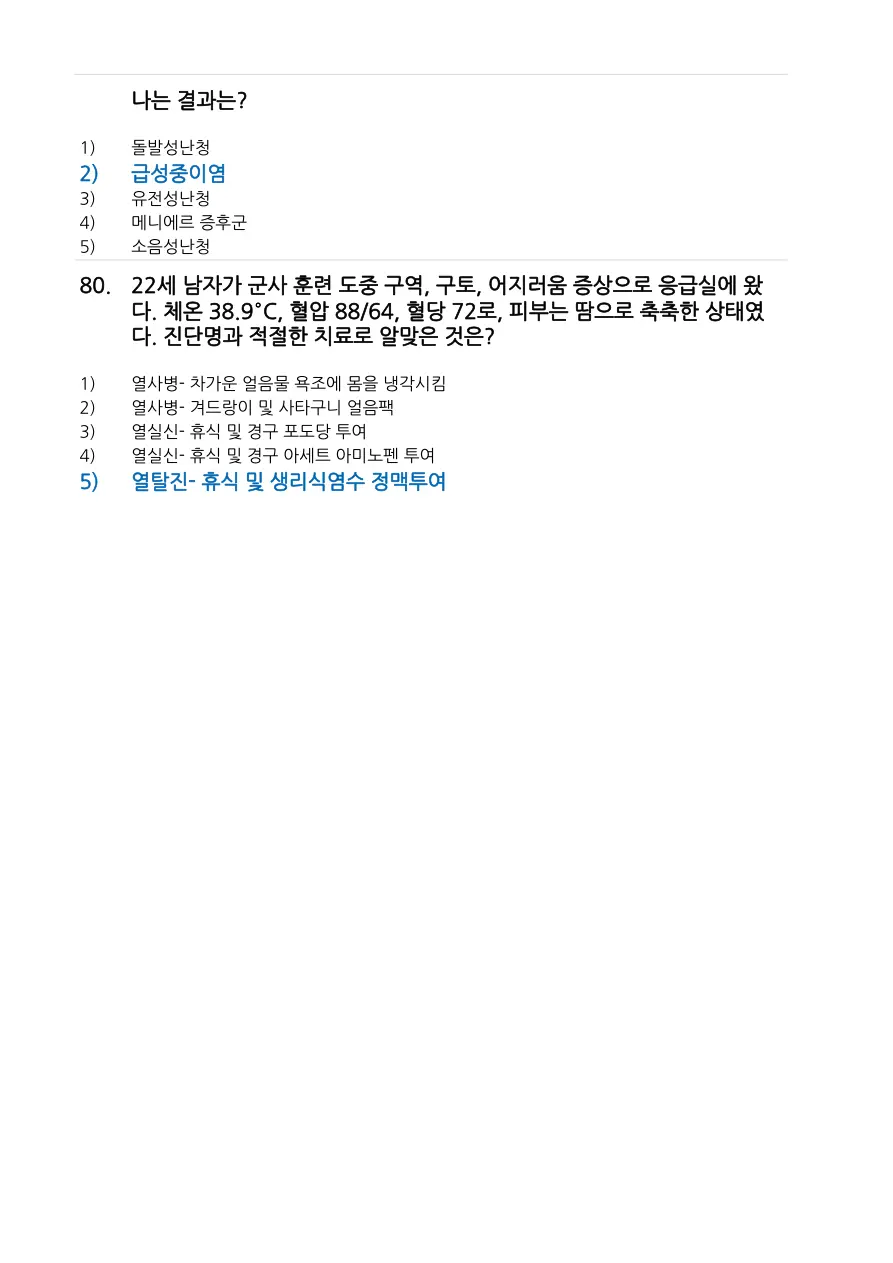 나는 결과는?
1) 돌발성난청
2) 급성중이염
3) 유전성난청
4) 메니에르 증후군
5) 소음성난청
80. 22세 남자가 군사 훈련 도중 구역, 구토, 어지러움 증상으로 응급실에 왔
다. 체온 38.9°C, 혈압 88/64, 혈당 72로, 피부는 땀으로 축축한 상태였
다. 진단명과 적절한 치료로 알맞은 것은?
1) 열사병- 차가운 얼음물 욕조에 몸을 냉각시킴
2) 열사병- 겨드랑이 및 사타구니 얼음팩
3) 열실신- 휴식 및 경구 포도당 투여
4) 열실신- 휴식 및 경구 아세트 아미노펜 투여
5) 열탈진- 휴식 및 생리식염수 정맥투여